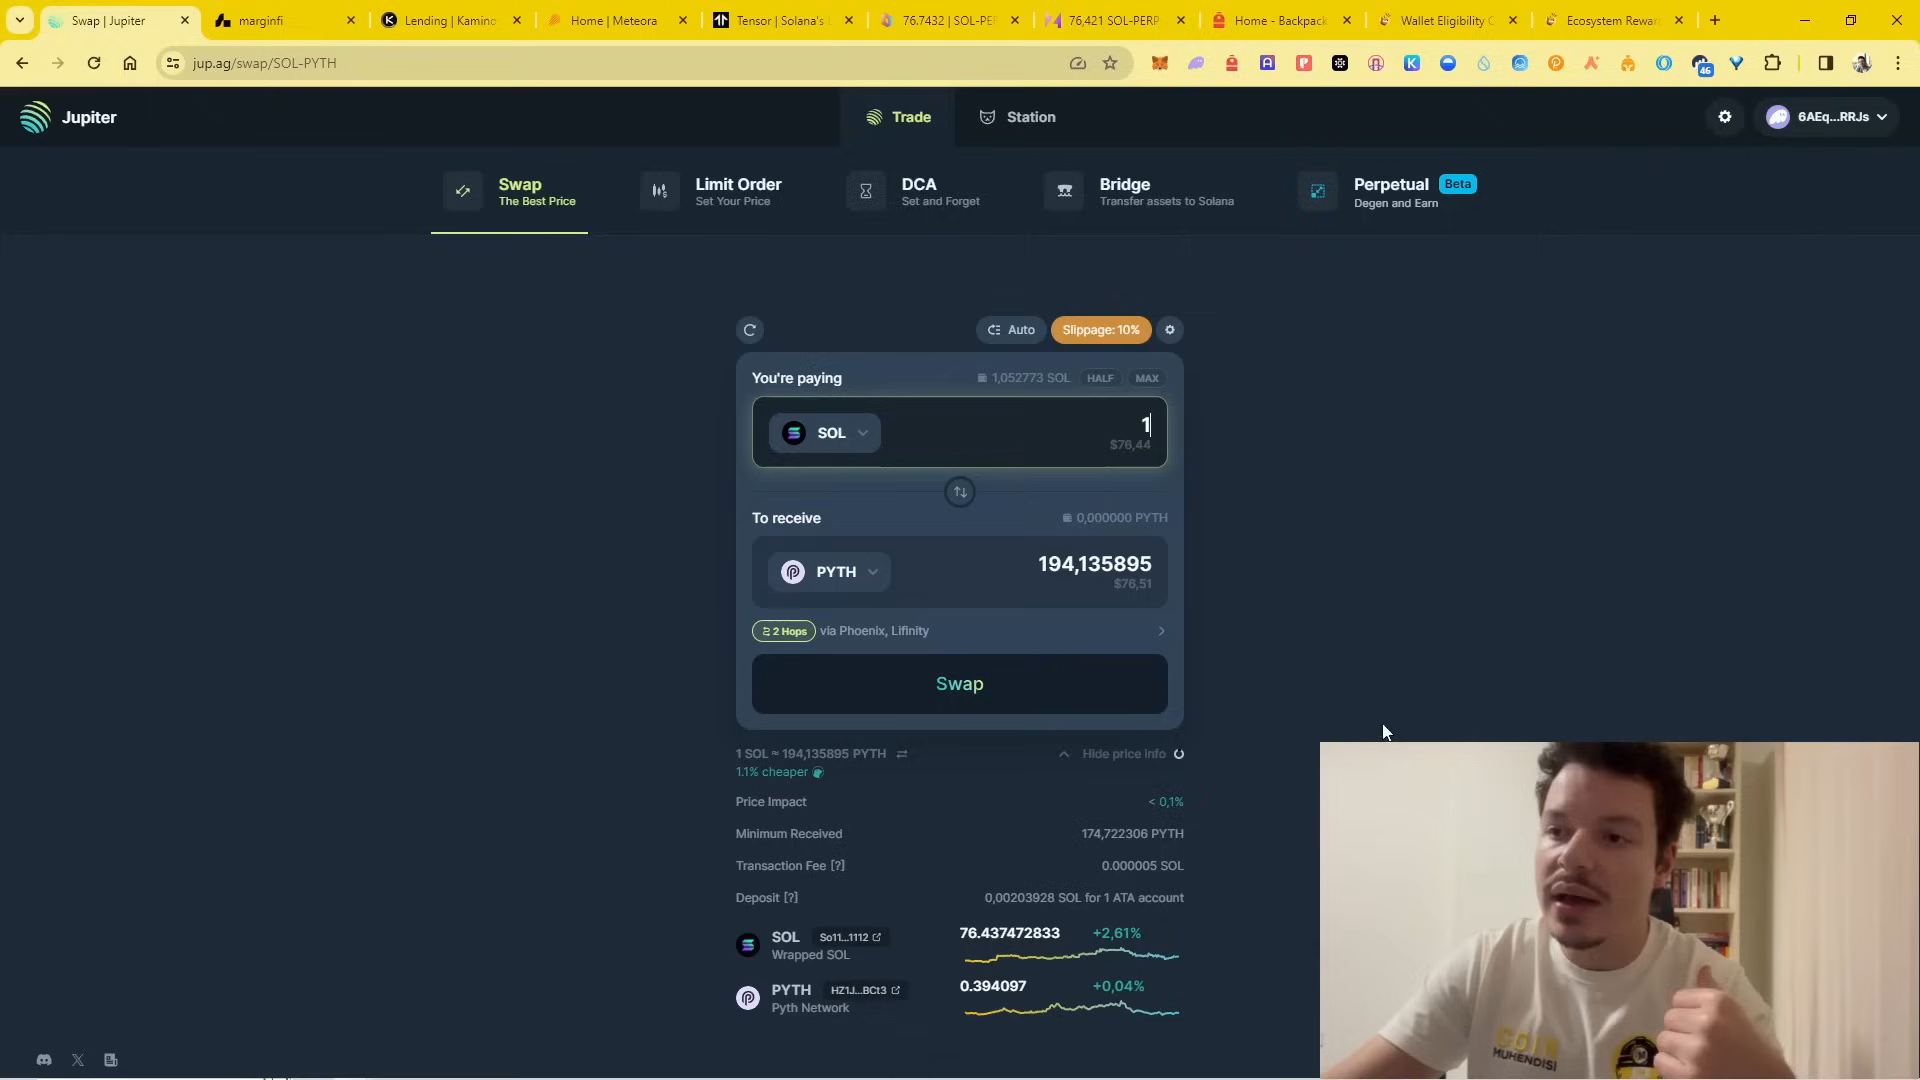 Swap | Jupiter
marginfi
Lending | Kamino
Home | Meteora
Tensor | Solana's L
76.7432 | SOL-PER
76,421 SOL-PERP
Home - Backpack
Wallet Eligibility C
Ecosystem Rewar
jup.ag/swap/SOL-PYTH
46
Jupiter
Trade
Station
6AEq...RRJs
Swap
The Best Price
Limit Order
Set Your Price
DCA
Set and Forget
Bridge
Transfer assets to Solana
Perpetual Beta
Degen and Earn
Auto
Slippage: 10%
You're paying
1,052773 SOL
HALF
MAX
SOL
1
$76,44
To receive
0,000000 PYTH
PYTH
194,135895
$76,51
2 Hops via Phoenix, Lifinity
Swap
1 SOL ≈ 194,135895 PYTH
Hide price info
1.1% cheaper
Price Impact
< 0,1%
Minimum Received
174,722306 PYTH
Transaction Fee [?]
0.000005 SOL
Deposit [?]
0,00203928 SOL for 1 ATA account
SOL So11...1112
Wrapped SOL
76.437472833
+2,61%
PYTH HZ1J...BCt3
Pyth Network
0.394097
+0,04%
COIN
MUHENDISI